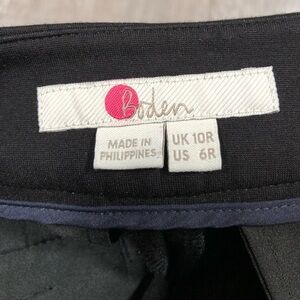 Boden
MADE IN
PHILIPPINES
UK 10R
US 6R